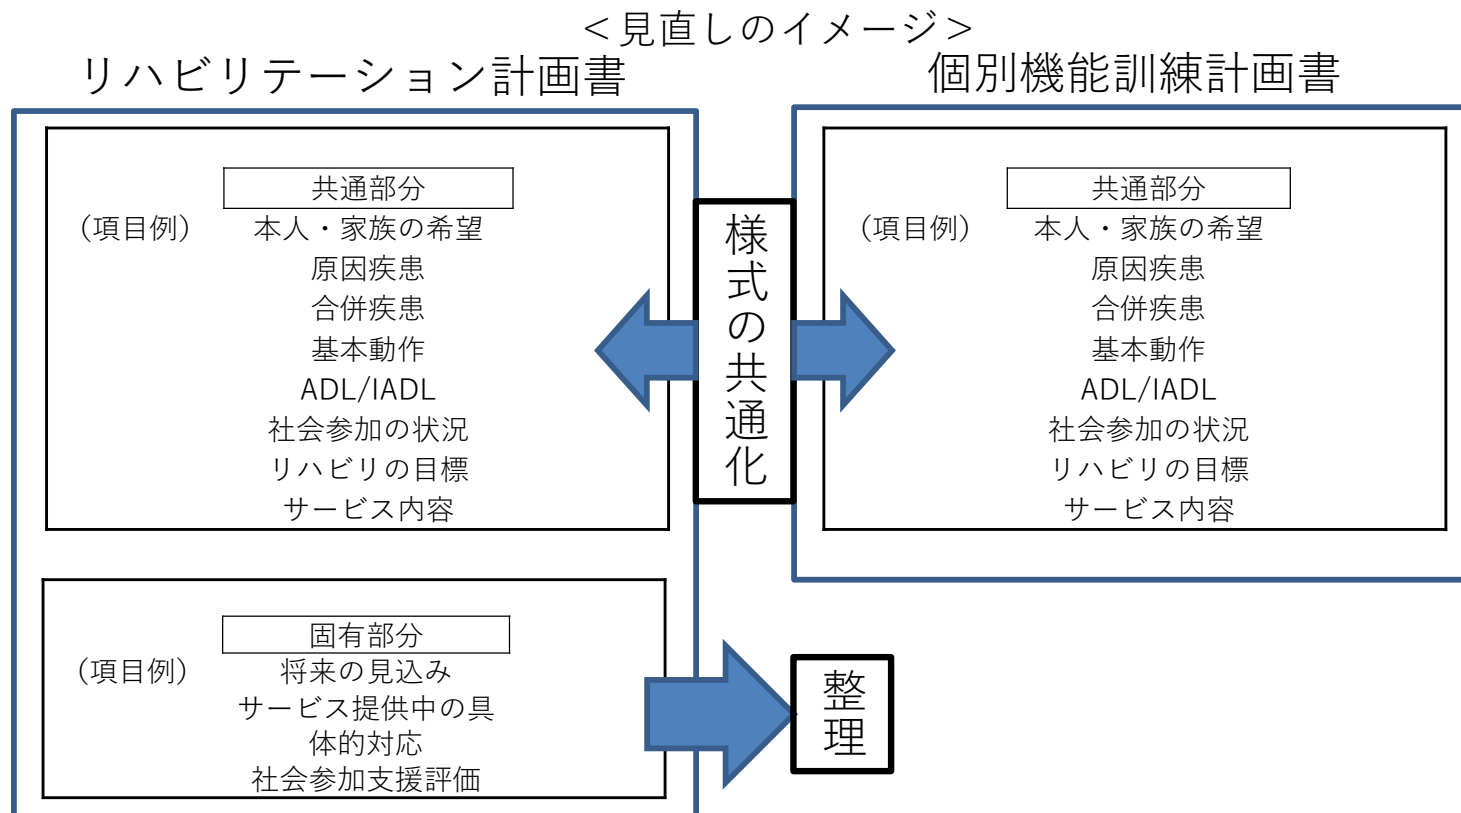 ＜見直しのイメージ＞
リハビリテーション計画書
共通部分
（項目例）
本人・家族の希望
原因疾患
合併疾患
基本動作
ADL/IADL
社会参加の状況
リハビリの目標
サービス内容
固有部分
（項目例）
将来の見込み
サービス提供中の具
体的対応
社会参加支援評価
様式の共通化
整理
個別機能訓練計画書
共通部分
（項目例）
本人・家族の希望
原因疾患
合併疾患
基本動作
ADL/IADL
社会参加の状況
リハビリの目標
サービス内容